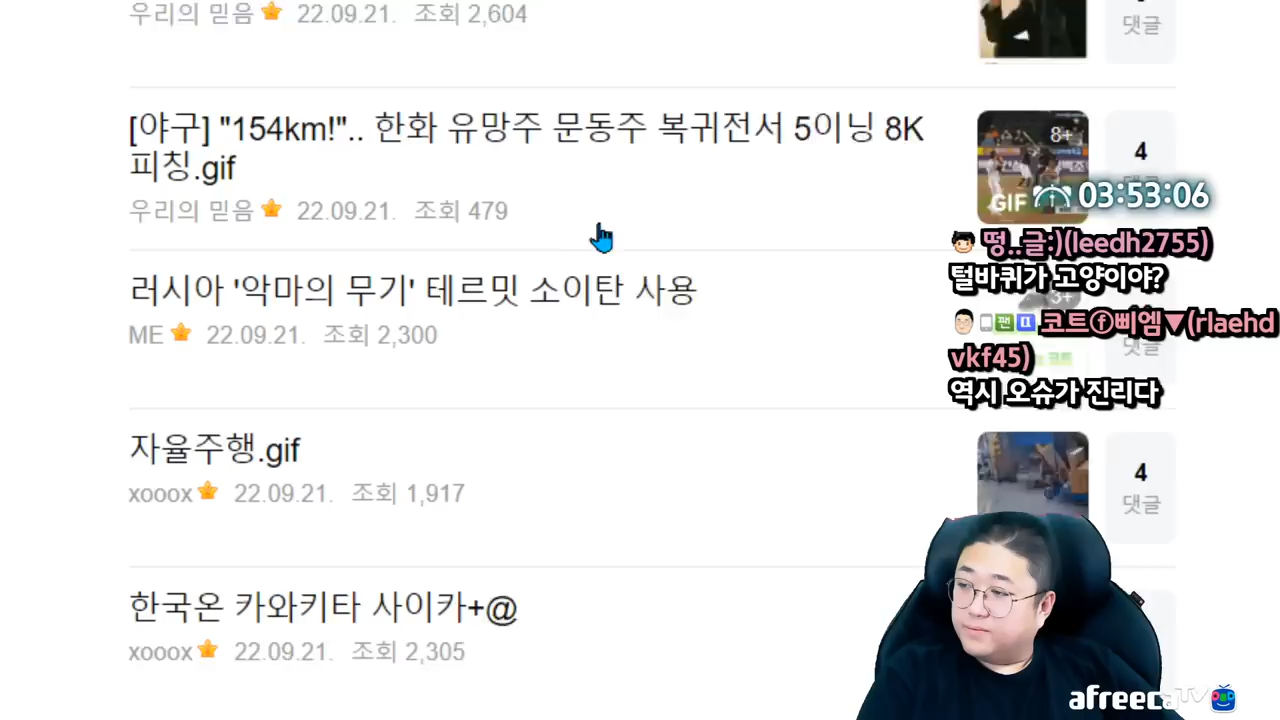 우리의 믿음 22.09.21. 조회 2,604
댓글
[야구] "154km!".. 한화 유망주 문동주 복귀전서 5이닝 8K
피칭.gif
8+
4
GIF
03:53:06
우리의 믿음 22.09.21. 조회 479
떵..글:)(leedh2755)
털바퀴가 고양이야?
러시아 '악마의 무기' 테르밋 소이탄 사용
3+
ME 22.09.21. 조회 2,300
코트ⓕ삐엠▼(rlaehd
vkf45)
댓글
역시 오슈가 진리다
자율주행.gif
4
댓글
xooox 22.09.21. 조회 1,917
한국온 카와키타 사이카+@
xooox 22.09.21. 조회 2,305
afreecaTV